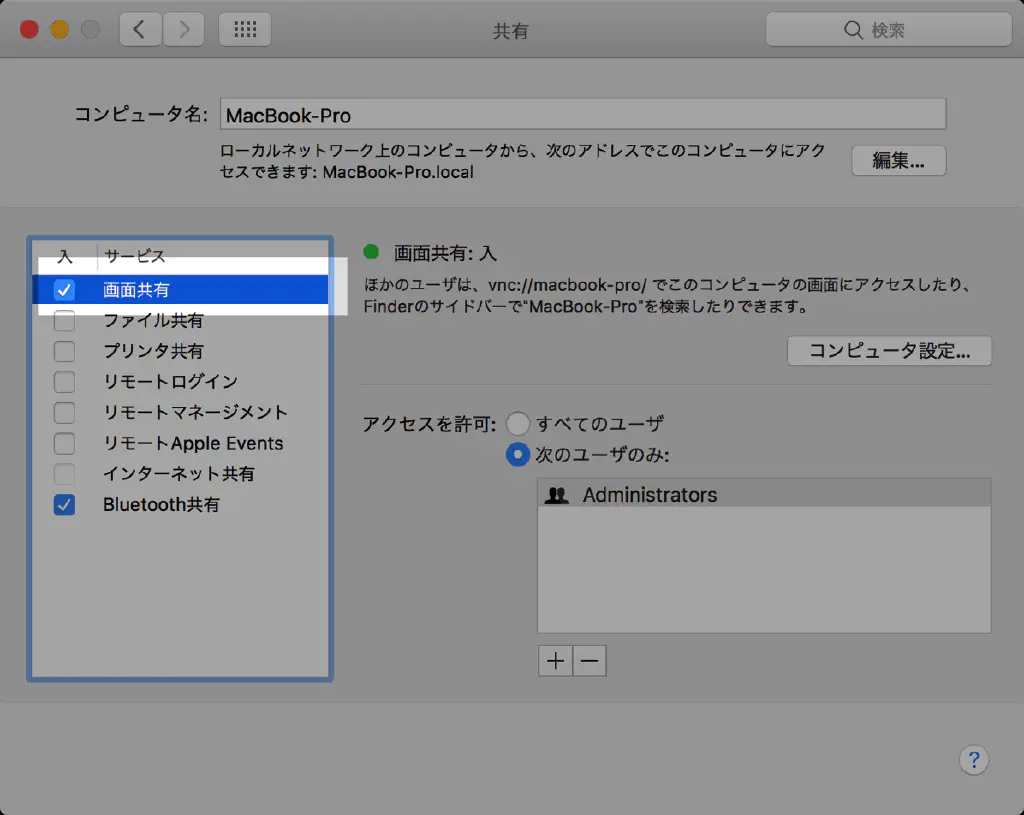 共有
検索
コンピュータ名: MacBook-Pro
ローカルネットワーク上のコンピュータから、次のアドレスでこのコンピュータにアク
セスできます: MacBook-Pro.local
編集...
入 サービス
画面共有
ファイル共有
プリンタ共有
リモートログイン
リモートマネージメント
リモートApple Events
インターネット共有
Bluetooth共有
画面共有: 入
ほかのユーザは、vnc://macbook-pro/ でこのコンピュータの画面にアクセスしたり、
Finderのサイドバーで“MacBook-Pro”を検索したりできます。
コンピュータ設定...
アクセスを許可: すべてのユーザ
次のユーザのみ:
Administrators
+ −
?